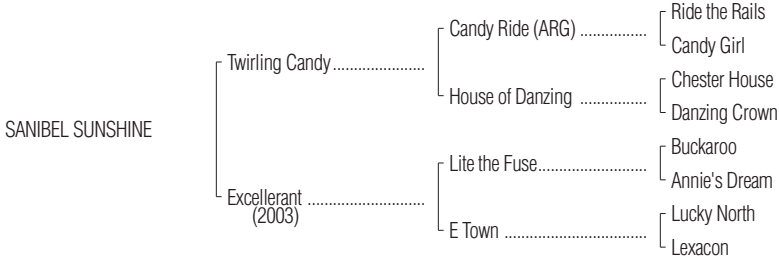 Ride the Rails
Candy Ride (ARG) ................
Candy Girl
Twirling Candy......................
Chester House
House of Danzing ................
Danzing Crown
SANIBEL SUNSHINE
Buckaroo
Lite the Fuse..........................
Annie's Dream
Excellerant ............................
(2003)
Lucky North
E Town ..................................
Lexacon